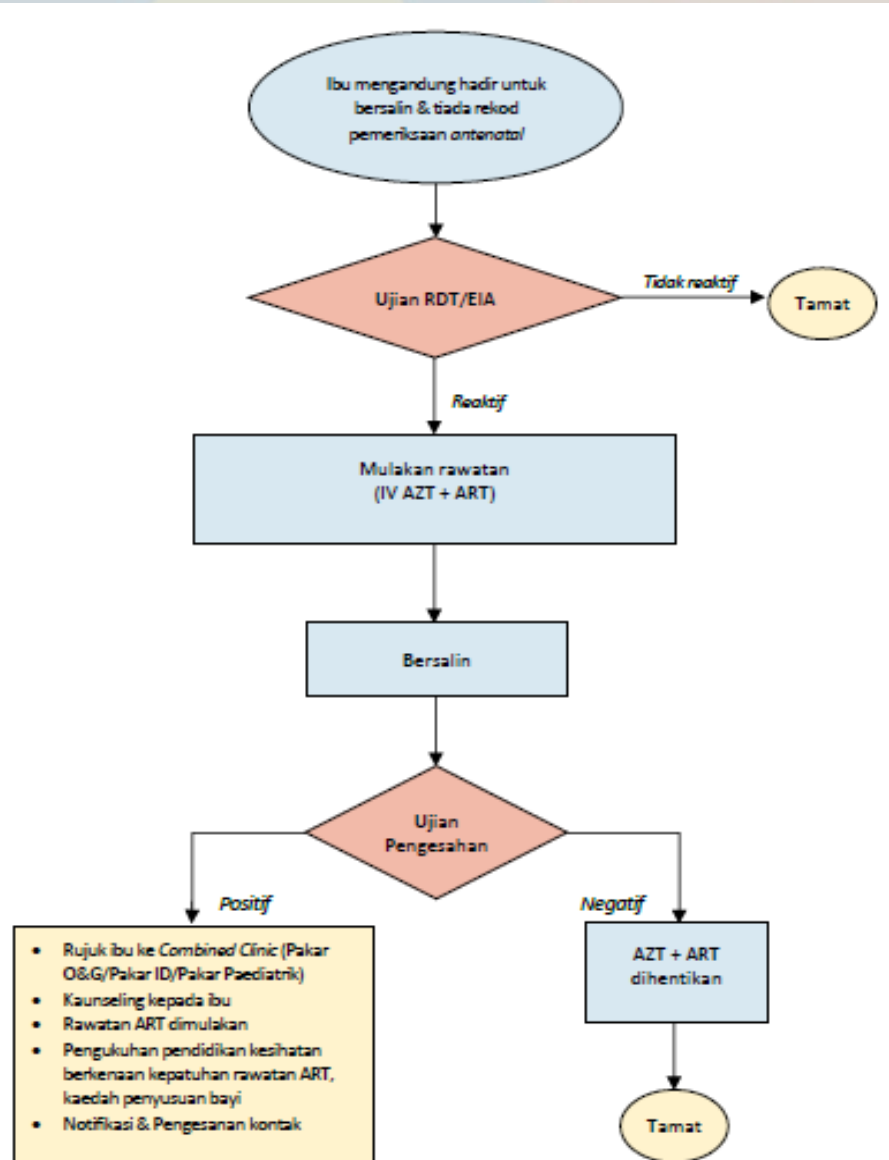 Ibu mengandung hadir untuk
bersalin & tiada rekod
pemeriksaan antenatal
Ujian RDT/EIA
Tidak reaktif
Tamat
Reaktif
Mulakan rawatan
(IV AZT + ART)
Bersalin
Ujian
Pengesahan
Positif
Negatif
• Rujuk ibu ke Combined Clinic (Pakar
O&G/Pakar ID/Pakar Paediatrik)
• Kaunseling kepada ibu
• Rawatan ART dimulakan
• Pengukuhan pendidikan kesihatan
berkenaan kepatuhan rawatan ART,
kaedah penyusuan bayi
• Notifikasi & Pengesanan kontak
AZT + ART
dihentikan
Tamat